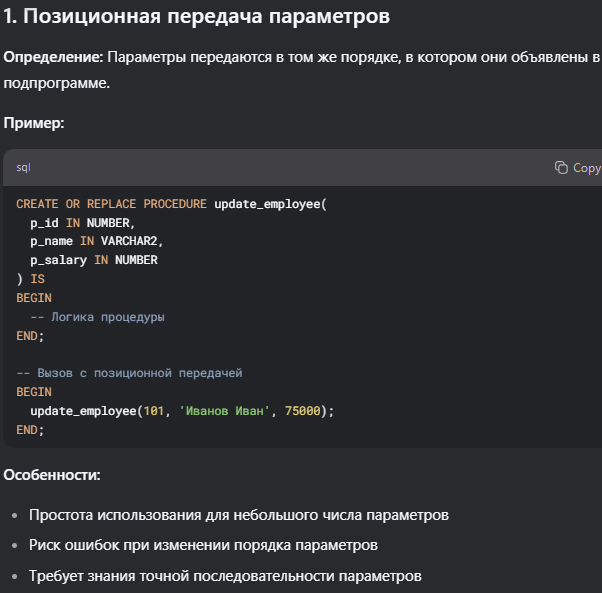 1. Позиционная передача параметров
Определение: Параметры передаются в том же порядке, в котором они объявлены в
подпрограмме.
Пример:
sql
Copy
CREATE OR REPLACE PROCEDURE update_employee(
  p_id IN NUMBER,
  p_name IN VARCHAR2,
  p_salary IN NUMBER
) IS
BEGIN
  -- Логика процедуры
END;

-- Вызов с позиционной передачей
BEGIN
  update_employee(101, 'Иванов Иван', 75000);
END;
Особенности:
• Простота использования для небольшого числа параметров
• Риск ошибок при изменении порядка параметров
• Требует знания точной последовательности параметров